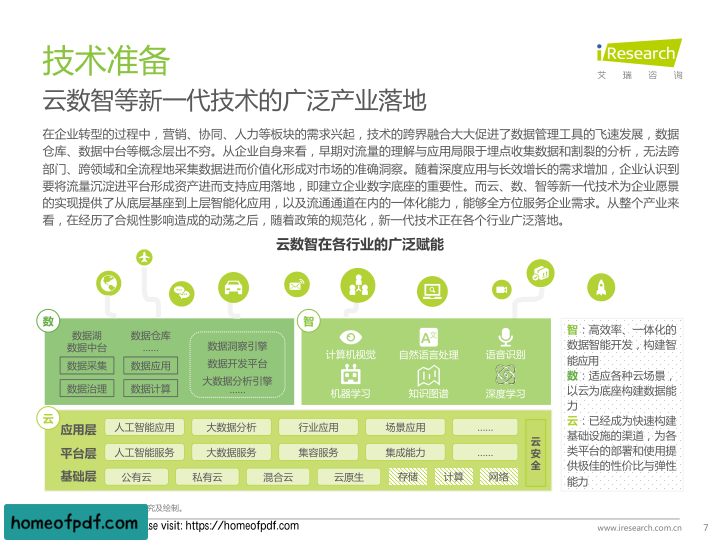 技术准备
iResearch
艾 瑞 咨 询
云数智等新一代技术的广泛产业落地
在企业转型的过程中，营销、协同、人力等板块的需求兴起，技术的跨界融合大大促进了数据管理工具的飞速发展，数据
仓库、数据中台等概念层出不穷。从企业自身来看，早期对流量的理解与应用局限于埋点收集数据和割裂的分析，无法跨
部门、跨领域和全流程地采集数据进而价值化形成对市场的准确洞察。随着深度应用与长效增长的需求增加，企业认识到
要将流量沉淀进平台形成资产进而支持应用落地，即建立企业数字底座的重要性。而云、数、智等新一代技术为企业愿景
的实现提供了从底层基座到上层智能化应用，以及流通通道在内的一体化能力，能够全方位服务企业需求。从整个产业来
看，在经历了合规性影响造成的动荡之后，随着政策的规范化，新一代技术正在各个行业广泛落地。
云数智在各行业的广泛赋能
数
数据湖
数据中台
数据仓库
......
数据采集
数据应用
数据治理
数据计算
数据洞察引擎
数据开发平台
大数据分析引擎
......
智
计算机视觉
自然语言处理
语音识别
机器学习
知识图谱
深度学习
云
应用层
人工智能应用
大数据分析
行业应用
场景应用
......
平台层
人工智能服务
大数据服务
集容服务
集成能力
......
基础层
公有云
私有云
混合云
云原生
存储
计算
网络
云
安
全
智：高效率、一体化的
数据智能开发，构建智
能应用
数：适应各种云场景，
以云为底座构建数据能
力
云：已经成为快速构建
基础设施的渠道，为各
类平台的部署和使用提
供极佳的性价比与弹性
能力
究及绘制。
homeofpdf.com
se visit: https://homeofpdf.com
www.iresearch.com.cn
7